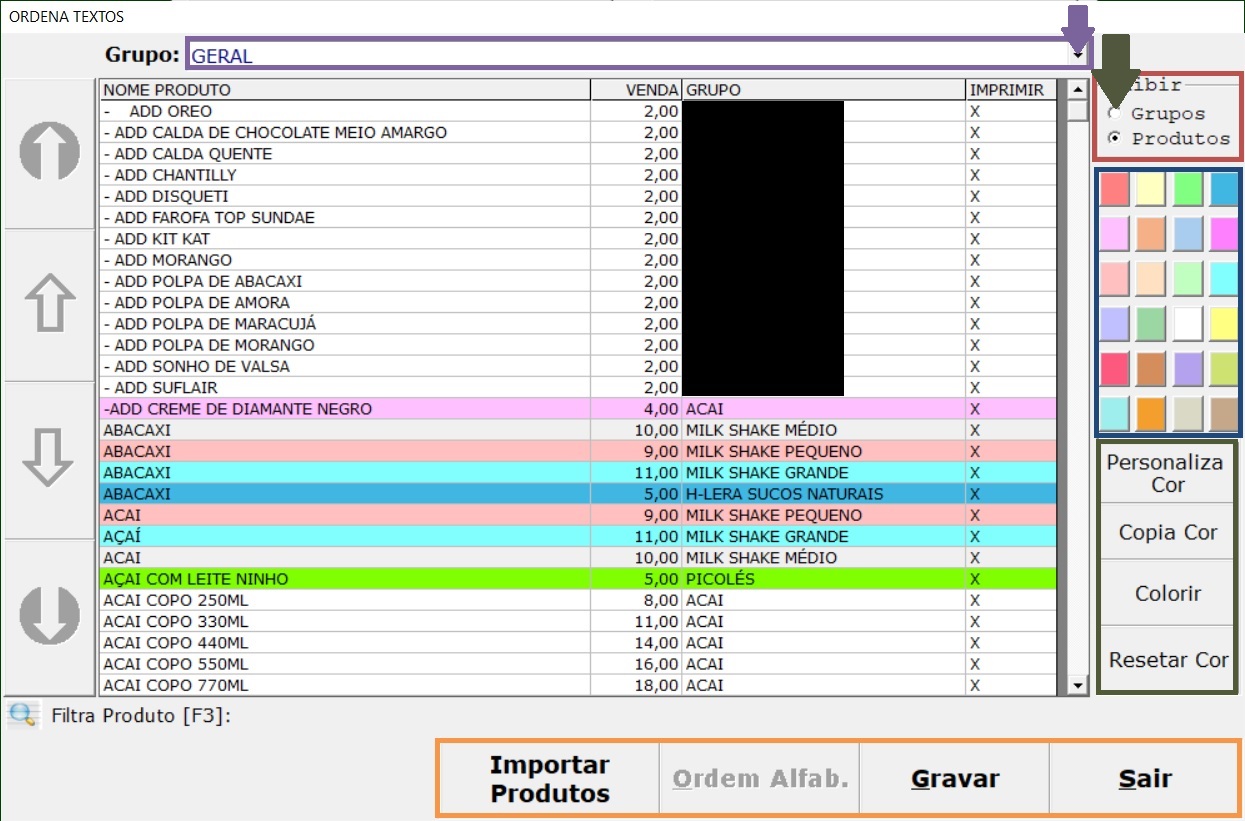 ORDENA TEXTOS
Grupo: GERAL
NOME PRODUTO VENDA GRUPO IMPRIMIR
- ADD OREO 2,00 X
- ADD CALDA DE CHOCOLATE MEIO AMARGO 2,00 X
- ADD CALDA QUENTE 2,00 X
- ADD CHANTILLY 2,00 X
- ADD DISQUETI 2,00 X
- ADD FAROFA TOP SUNDAE 2,00 X
- ADD KIT KAT 2,00 X
- ADD MORANGO 2,00 X
- ADD POLPA DE ABACAXI 2,00 X
- ADD POLPA DE AMORA 2,00 X
- ADD POLPA DE MARACUJÁ 2,00 X
- ADD POLPA DE MORANGO 2,00 X
- ADD SONHO DE VALSA 2,00 X
- ADD SUFLAIR 2,00 X
-ADD CREME DE DIAMANTE NEGRO 4,00 ACAI X
ABACAXI 10,00 MILK SHAKE MÉDIO X
ABACAXI 9,00 MILK SHAKE PEQUENO X
ABACAXI 11,00 MILK SHAKE GRANDE X
ABACAXI 5,00 H-LERA SUCOS NATURAIS X
ACAI 9,00 MILK SHAKE PEQUENO X
AÇAÍ 11,00 MILK SHAKE GRANDE X
ACAI 10,00 MILK SHAKE MÉDIO X
AÇAI COM LEITE NINHO 5,00 PICOLÉS X
ACAI COPO 250ML 8,00 ACAI X
ACAI COPO 330ML 11,00 ACAI X
ACAI COPO 440ML 14,00 ACAI X
ACAI COPO 550ML 16,00 ACAI X
ACAI COPO 770ML 18,00 ACAI X
Grupos
Produtos
Personaliza
Cor
Copia Cor
Colorir
Resetar Cor
Filtra Produto [F3]:
Importar
Produtos
Ordem Alfab.
Gravar
Sair